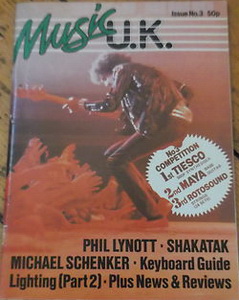 Issue No.3 50p
Music U.K.
No.3
COMPETITION
1st TIESCO
2nd MAYA
3rd ROTOSOUND
PHIL LYNOTT · SHAKATAK
MICHAEL SCHENKER · Keyboard Guide
Lighting (Part 2) · Plus News & Reviews